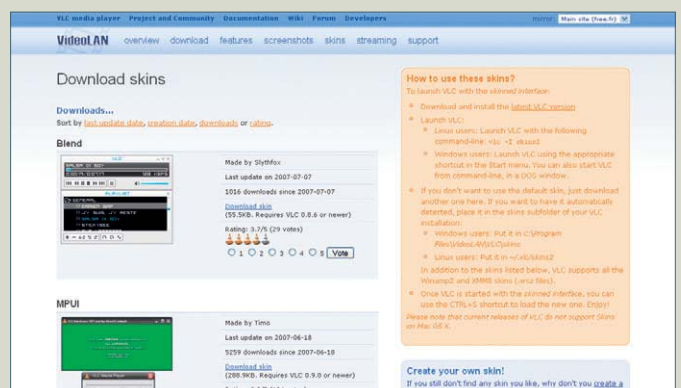 VLC media player Project and Community Documentation Wiki Forum Developers
mirror: Main site (free.fr)
VideoLAN overview download features screenshots skins streaming support
Download skins
Downloads...
Sort by last update date, creation date, downloads or rating.
Blend
Made by Slythfox
Last update on 2007-07-07
1016 downloads since 2007-07-07
Download skin
(55.5KB. Requires VLC 0.8.6 or newer)
Rating: 3.7/5 (29 votes)
1 2 3 4 5 Vote
MPUI
Made by Timo
Last update on 2007-06-18
5259 downloads since 2007-06-18
Download skin
(288.9KB. Requires VLC 0.9.0 or newer)
How to use these skins?
To launch VLC with the skinned interface:
Download and install the latest VLC version
Launch VLC:
Linux users: Launch VLC with the following
command-line: vlc -I skins2
Windows users: Launch VLC using the appropriate
shortcut in the Start menu. You can also start VLC
from command-line, in a DOS window.
If you don't want to use the default skin, just download
another one here. If you want to have it automatically
detected, place it in the skins subfolder of your VLC
installation:
Windows users: Put it in C:\Program
Files\VideoLAN\VLC\skins
Linux users: Put it in ~/.vlc/skins2
In addition to the skins listed below, VLC supports all the
Winamp2 and XMMS skins (.wsz files).
Once VLC is started with the skinned interface, you can
use the CTRL+S shortcut to load the new one. Enjoy!
Please note that current releases of VLC do not support Skins
on Mac OS X.
Create your own skin!
If you still don't find any skin you like, why don't you create a